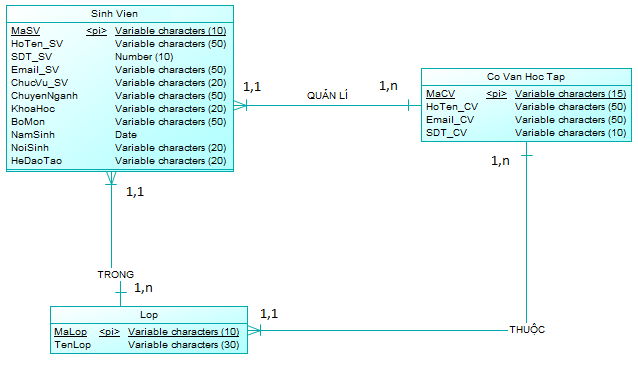 Sinh Vien
MaSV <pi> Variable characters (10)
HoTen_SV Variable characters (50)
SDT_SV Number (10)
Email_SV Variable characters (50)
ChucVu_SV Variable characters (20)
ChuyenNganh Variable characters (50)
KhoaHoc Variable characters (20)
BoMon Variable characters (50)
NamSinh Date
NoiSinh Variable characters (20)
HeDaoTao Variable characters (20)
1,1
QUẢN LÍ
1,n
Co Van Hoc Tap
MaCV <pi> Variable characters (15)
HoTen_CV Variable characters (50)
Email_CV Variable characters (50)
SDT_CV Variable characters (10)
1,n
1,1
TRONG
1,n
Lop
MaLop <pi> Variable characters (10)
TenLop Variable characters (30)
1,1
THUỘC